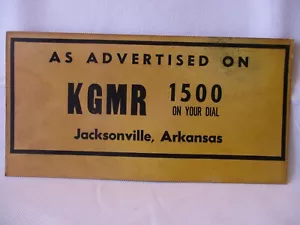 AS ADVERTISED ON
KGMR 1500
ON YOUR DIAL
Jacksonville, Arkansas